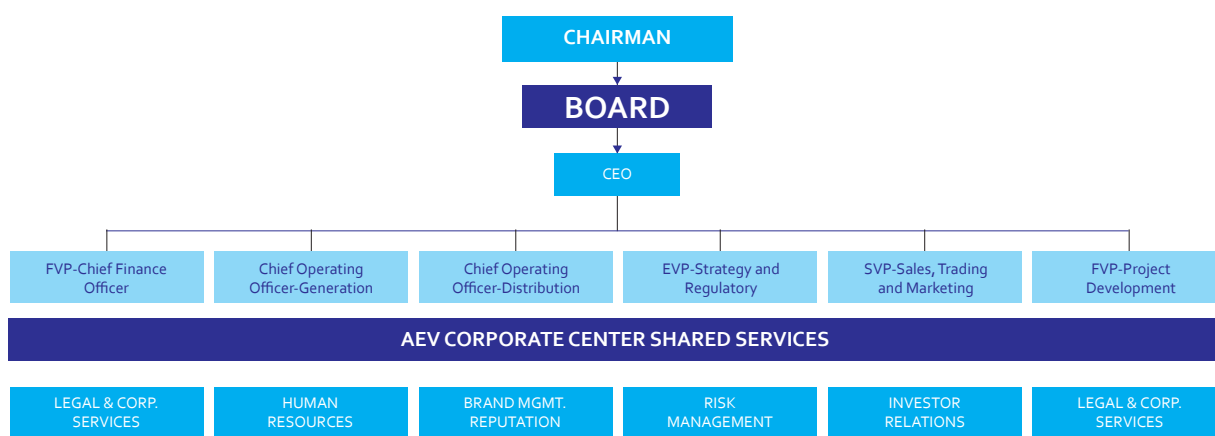 CHAIRMAN
BOARD
CEO
FVP-Chief Finance
Officer
Chief Operating
Officer-Generation
Chief Operating
Officer-Distribution
EVP-Strategy and
Regulatory
SVP-Sales, Trading
and Marketing
FVP-Project
Development
AEV CORPORATE CENTER SHARED SERVICES
LEGAL & CORP.
SERVICES
HUMAN
RESOURCES
BRAND MGMT.
REPUTATION
RISK
MANAGEMENT
INVESTOR
RELATIONS
LEGAL & CORP.
SERVICES